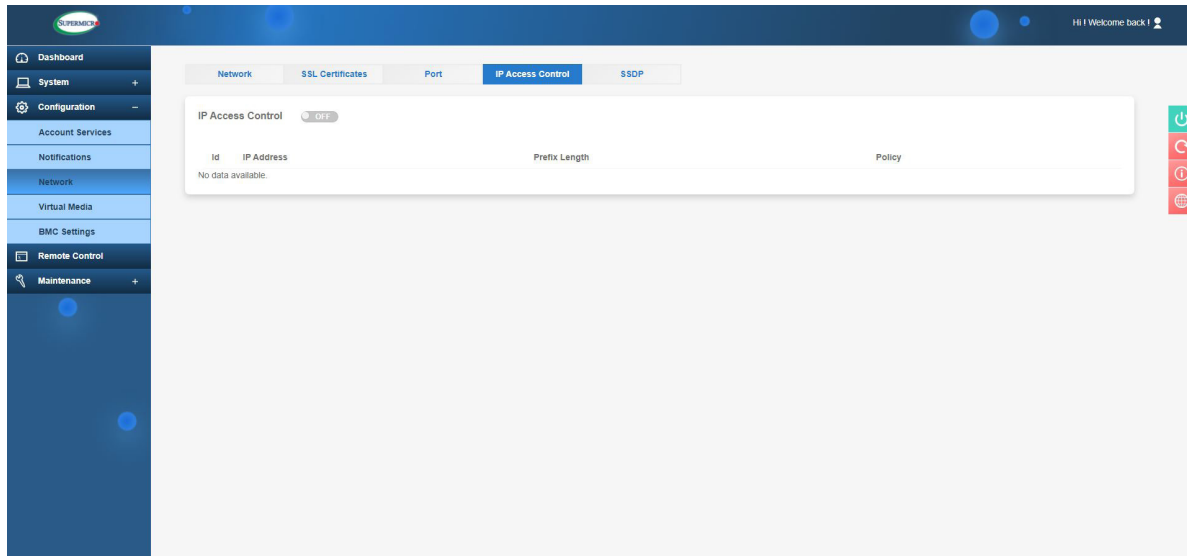 SUPERMICRO
Hi ! Welcome back !
Dashboard
System +
Configuration −
Account Services
Notifications
Network
Virtual Media
BMC Settings
Remote Control
Maintenance +
Network SSL Certificates Port IP Access Control SSDP
IP Access Control OFF
Id IP Address Prefix Length Policy
No data available.